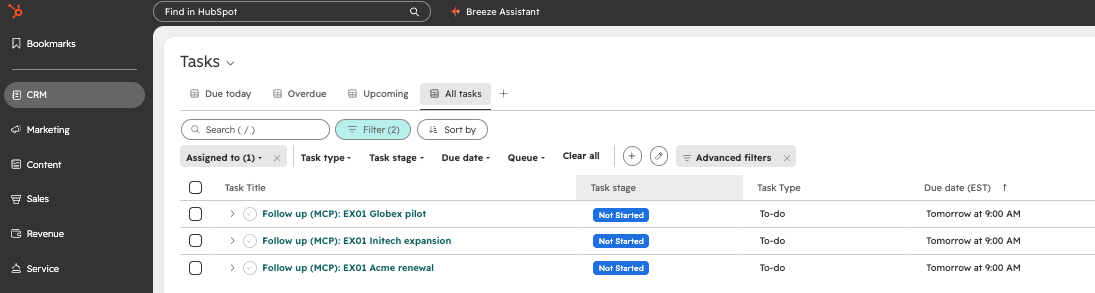 Find in HubSpot
Breeze Assistant
Bookmarks
CRM
Marketing
Content
Sales
Revenue
Service
Tasks
Due today Overdue Upcoming All tasks +
Search ( / ) Filter (2) Sort by
Assigned to (1) Task type Task stage Due date Queue Clear all Advanced filters
Task Title Task stage Task Type Due date (EST)
Follow up (MCP): EX01 Globex pilot Not Started To-do Tomorrow at 9:00 AM
Follow up (MCP): EX01 Initech expansion Not Started To-do Tomorrow at 9:00 AM
Follow up (MCP): EX01 Acme renewal Not Started To-do Tomorrow at 9:00 AM